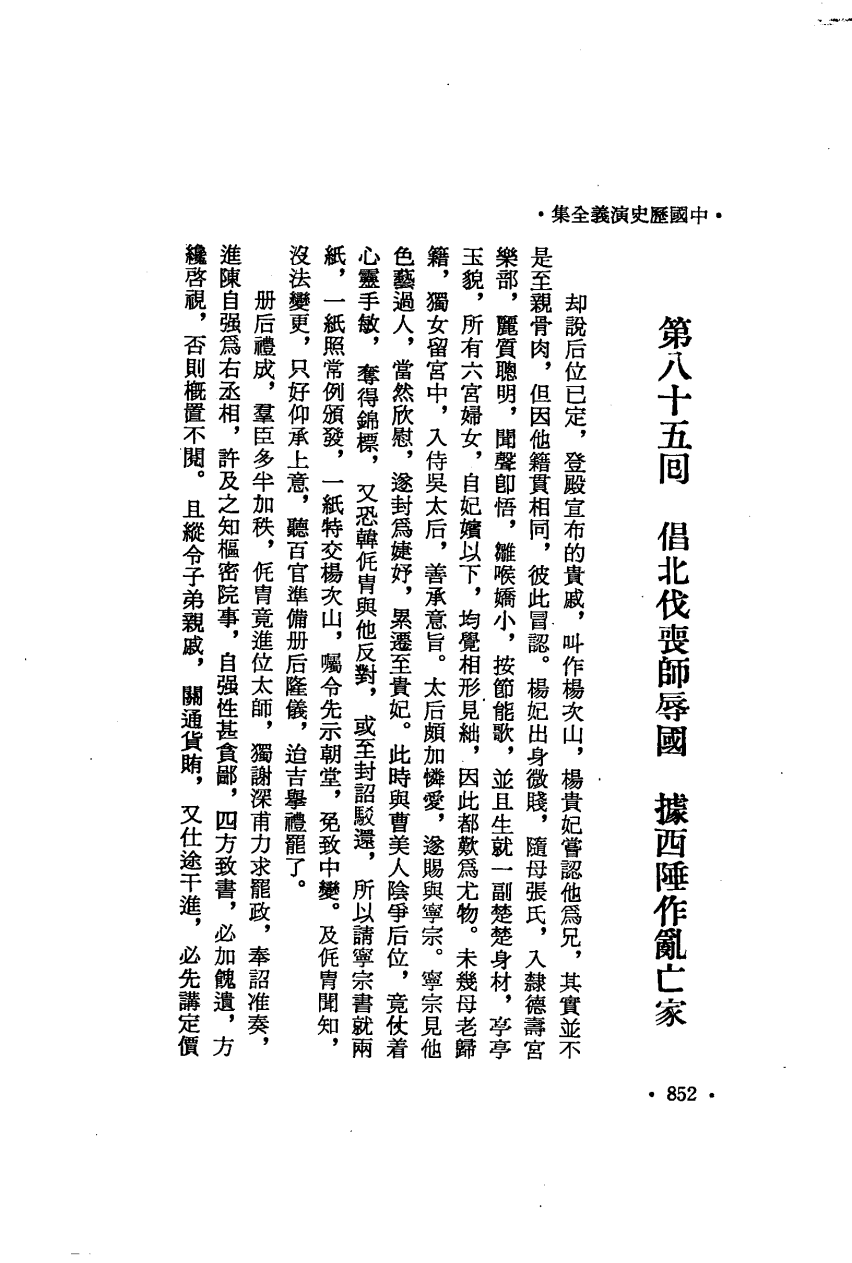 •中國歷史演義全集•
第八十五回　倡北伐喪師辱國　據西陲作亂亡家
却說后位已定，登殿宣布的貴戚，叫作楊次山，楊貴妃嘗認他爲兄，其實並不
是至親骨肉，但因他籍貫相同，彼此冒認。楊妃出身微賤，隨母張氏，入隸德壽宮
樂部，麗質聰明，聞聲卽悟，雛喉嬌小，按節能歌，並且生就一副楚楚身材，亭亭
玉貌，所有六宮婦女，自妃嬪以下，均覺相形見絀，因此都歎爲尤物。未幾母老歸
籍，獨女留宮中，入侍吳太后，善承意旨。太后頗加憐愛，遂賜與寧宗。寧宗見他
色藝過人，當然欣慰，遂封爲婕妤，累遷至貴妃。此時與曹美人陰爭后位，竟仗着
心靈手敏，奪得錦標，又恐韓侂胄與他反對，或至封詔駁還，所以請寧宗書就兩
紙，一紙照常例頒發，一紙特交楊次山，囑令先示朝堂，免致中變。及侂胄聞知，
沒法變更，只好仰承上意，聽百官準備册后隆儀，迨吉舉禮罷了。
册后禮成，羣臣多半加秩，侂胄竟進位太師，獨謝深甫力求罷政，奉詔准奏，
進陳自强爲右丞相，許及之知樞密院事，自强性甚貪鄙，四方致書，必加餽遺，方
纔啓視，否則概置不閱。且縱令子弟親戚，關通貨賄，又仕途干進，必先講定價
•852•